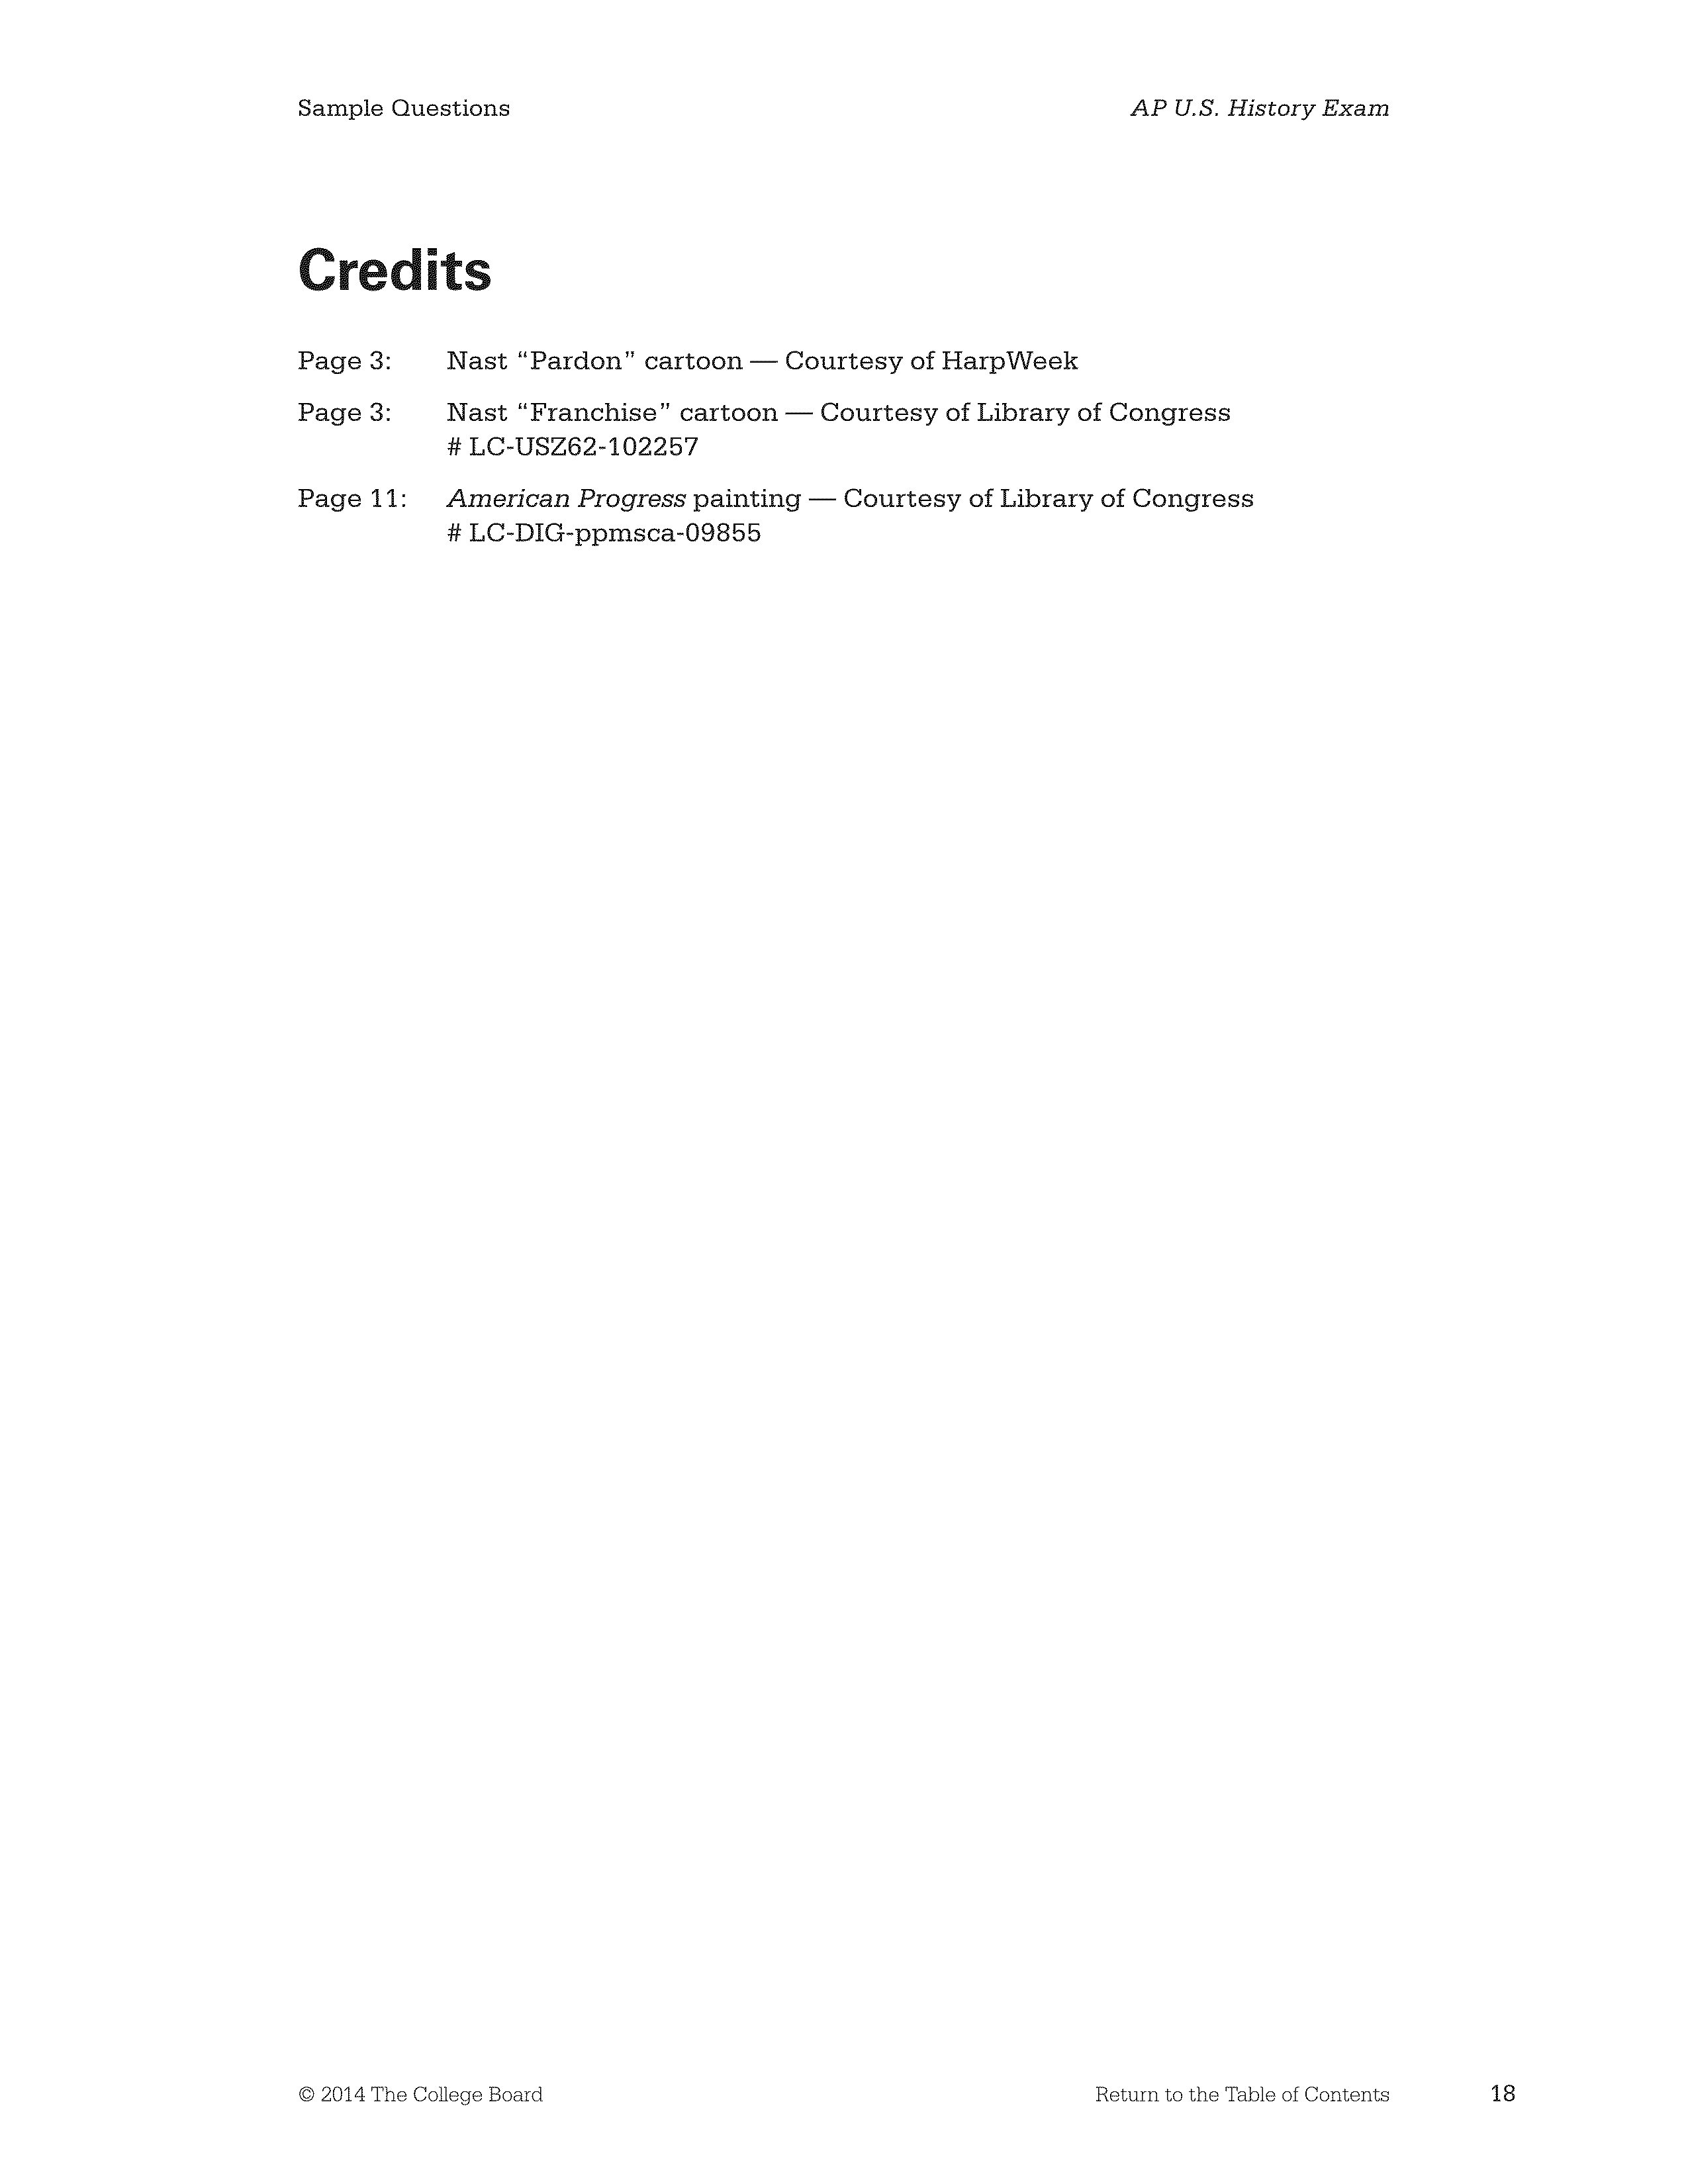 Sample Questions
AP U.S. History Exam
Credits
Page 3: Nast “Pardon” cartoon — Courtesy of HarpWeek
Page 3: Nast “Franchise” cartoon — Courtesy of Library of Congress
# LC-USZ62-102257
Page 11: American Progress painting — Courtesy of Library of Congress
# LC-DIG-ppmsca-09855
© 2014 The College Board
Return to the Table of Contents
18